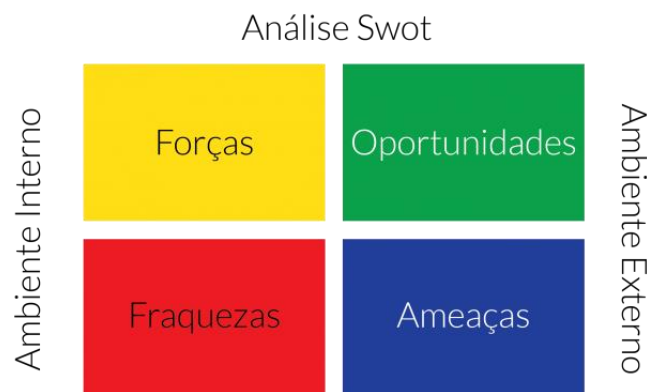 Análise Swot
Ambiente Interno
Forças
Oportunidades
Fraquezas
Ameaças
Ambiente Externo